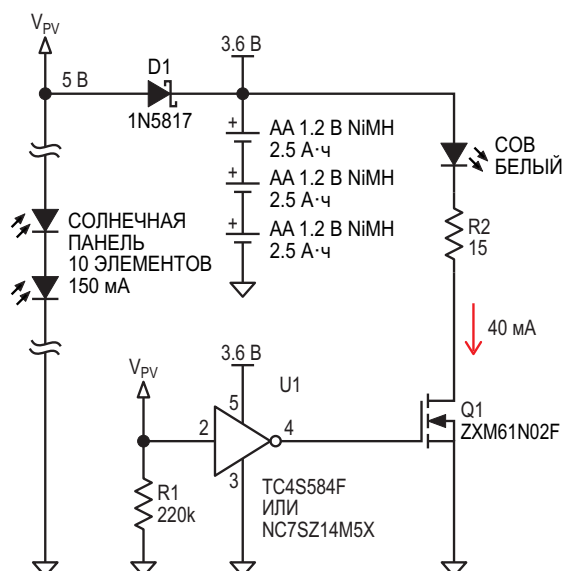 VPV
5 В
D1
1N5817
3.6 В
+
AA 1.2 В NiMH
2.5 А·ч
+
AA 1.2 В NiMH
2.5 А·ч
+
AA 1.2 В NiMH
2.5 А·ч
СОВ
БЕЛЫЙ
СОЛНЕЧНАЯ
ПАНЕЛЬ
10 ЭЛЕМЕНТОВ
150 мА
R2
15
40 мА
VPV
3.6 В
U1
5
2
4
3
R1
220k
TC4S584F
ИЛИ
NC7SZ14M5X
Q1
ZXM61N02F